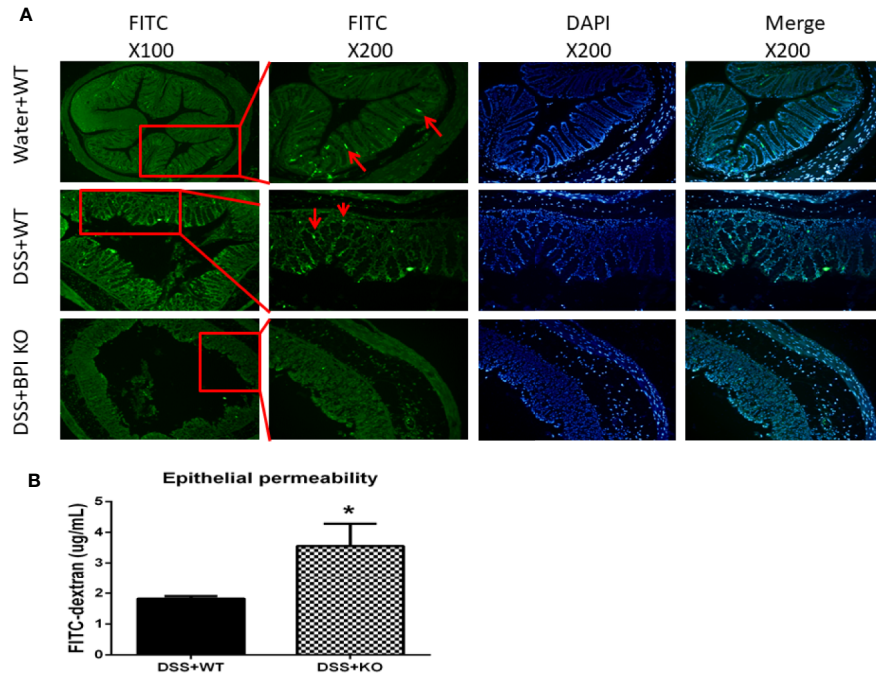 A
FITC
X100
FITC
X200
DAPI
X200
Merge
X200
Water+WT
DSS+WT
DSS+BPI KO
B
Epithelial permeability
FITC-dextran (ug/mL)
5
4
3
2
1
0
*
DSS+WT
DSS+KO